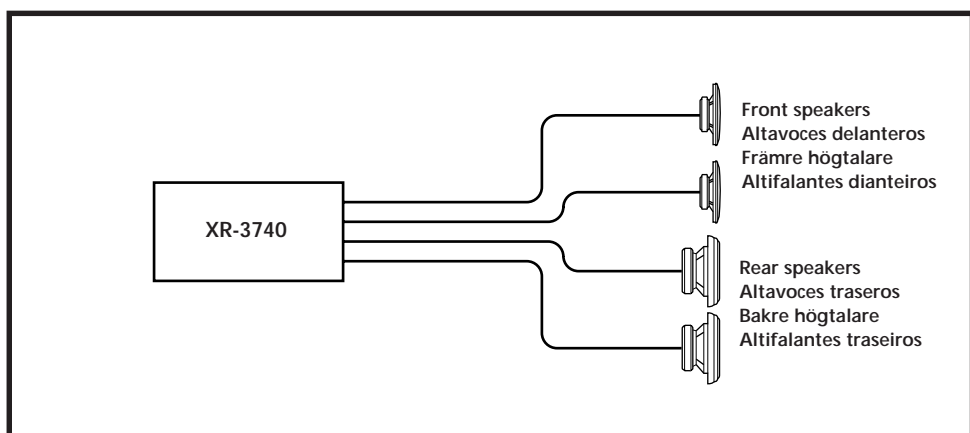 Front speakers
Altavoces delanteros
Främre högtalare
Altifalantes dianteiros
XR-3740
Rear speakers
Altavoces traseros
Bakre högtalare
Altifalantes traseiros